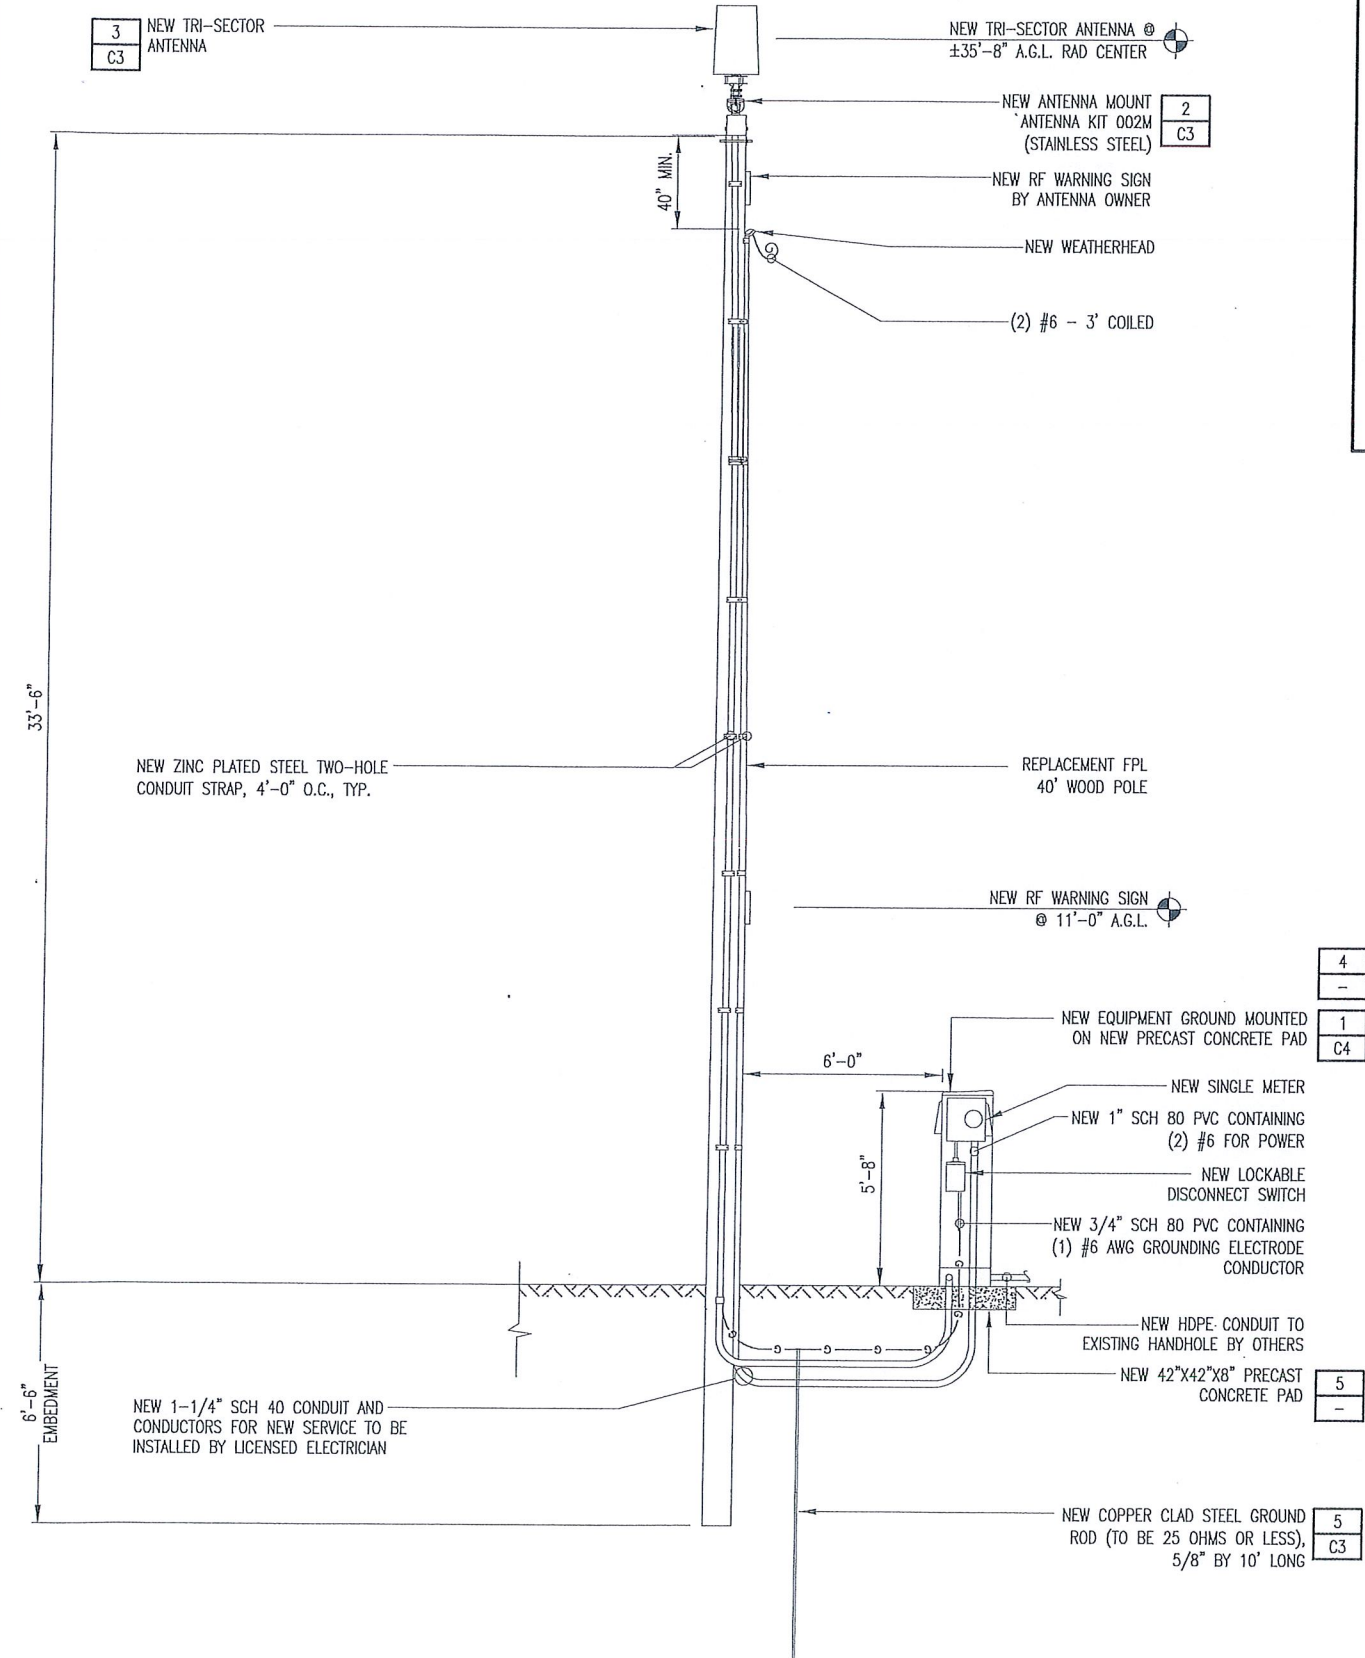 3
C3
NEW TRI-SECTOR
ANTENNA
NEW TRI-SECTOR ANTENNA @
±35'-8" A.G.L. RAD CENTER
NEW ANTENNA MOUNT
ANTENNA KIT 002M
(STAINLESS STEEL)
2
C3
40" MIN.
NEW RF WARNING SIGN
BY ANTENNA OWNER
NEW WEATHERHEAD
(2) #6 - 3' COILED
33'-6"
NEW ZINC PLATED STEEL TWO-HOLE
CONDUIT STRAP, 4'-0" O.C., TYP.
REPLACEMENT FPL
40' WOOD POLE
NEW RF WARNING SIGN
@ 11'-0" A.G.L.
4
-
NEW EQUIPMENT GROUND MOUNTED
ON NEW PRECAST CONCRETE PAD
1
C4
6'-0"
NEW SINGLE METER
NEW 1" SCH 80 PVC CONTAINING
(2) #6 FOR POWER
5'-8"
NEW LOCKABLE
DISCONNECT SWITCH
NEW 3/4" SCH 80 PVC CONTAINING
(1) #6 AWG GROUNDING ELECTRODE
CONDUCTOR
G
G
G
G
G
G
G
NEW HDPE CONDUIT TO
EXISTING HANDHOLE BY OTHERS
NEW 42"X42"X8" PRECAST
CONCRETE PAD
5
-
6'-6"
EMBEDMENT
NEW 1-1/4" SCH 40 CONDUIT AND
CONDUCTORS FOR NEW SERVICE TO BE
INSTALLED BY LICENSED ELECTRICIAN
NEW COPPER CLAD STEEL GROUND
ROD (TO BE 25 OHMS OR LESS),
5/8" BY 10' LONG
5
C3